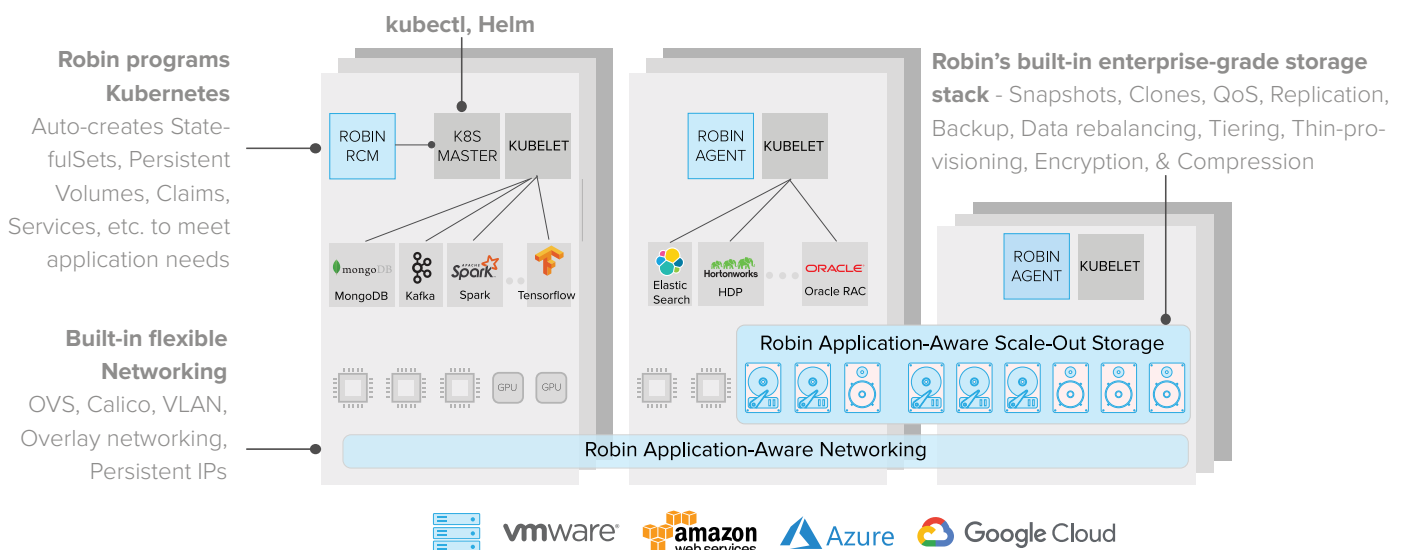 kubectl, Helm
Robin programs
Kubernetes
Auto-creates State-
fulSets, Persistent
Volumes, Claims,
Services, etc. to meet
application needs
Built-in flexible
Networking
OVS, Calico, VLAN,
Overlay networking,
Persistent IPs
ROBIN
RCM
K8S
MASTER
KUBELET
mongoDB
MongoDB
Kafka
APACHE
Spark
Spark
Tensorflow
GPU
GPU
ROBIN
AGENT
KUBELET
Elastic
Search
Hortonworks
HDP
ORACLE
Oracle RAC
Robin’s built-in enterprise-grade storage
stack - Snapshots, Clones, QoS, Replication,
Backup, Data rebalancing, Tiering, Thin-pro-
visioning, Encryption, & Compression
ROBIN
AGENT
KUBELET
Robin Application-Aware Scale-Out Storage
Robin Application-Aware Networking
vmware
amazon
web services
Azure
Google Cloud